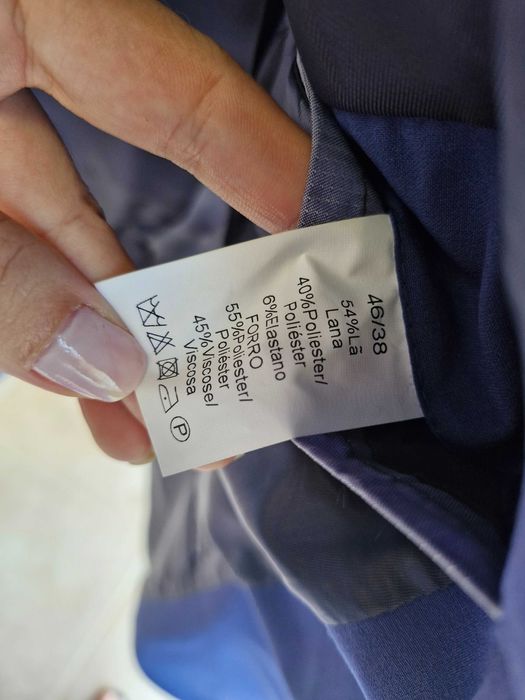 46/38
54%Lã
Lana
40%Poliester/
Poliéster
6%Elastano
FORRO
55%Poliester/
Poliéster
45%Viscose/
Viscosa
P